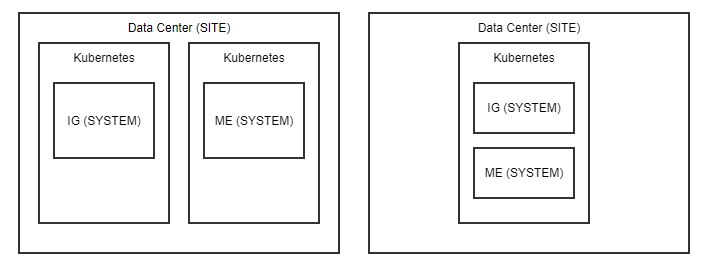 Data Center (SITE)
Kubernetes
IG (SYSTEM)
Kubernetes
ME (SYSTEM)
Data Center (SITE)
Kubernetes
IG (SYSTEM)
ME (SYSTEM)